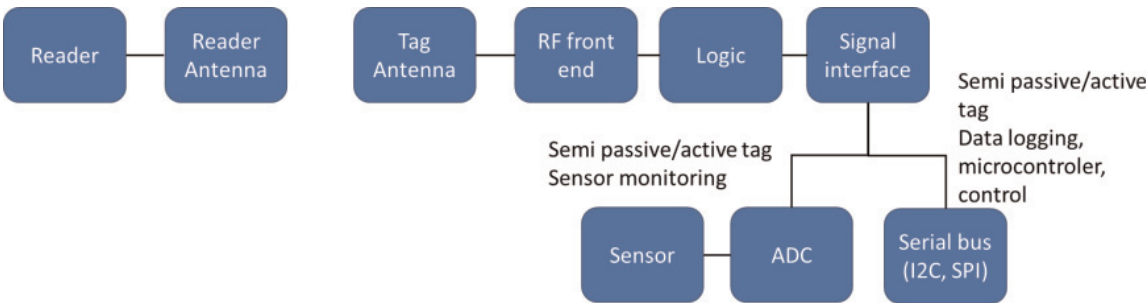 Reader
Reader
Antenna
Tag
Antenna
RF front
end
Logic
Signal
interface
Semi passive/active
tag
Data logging,
microcontroler,
control
Semi passive/active tag
Sensor monitoring
Sensor
ADC
Serial bus
(I2C, SPI)